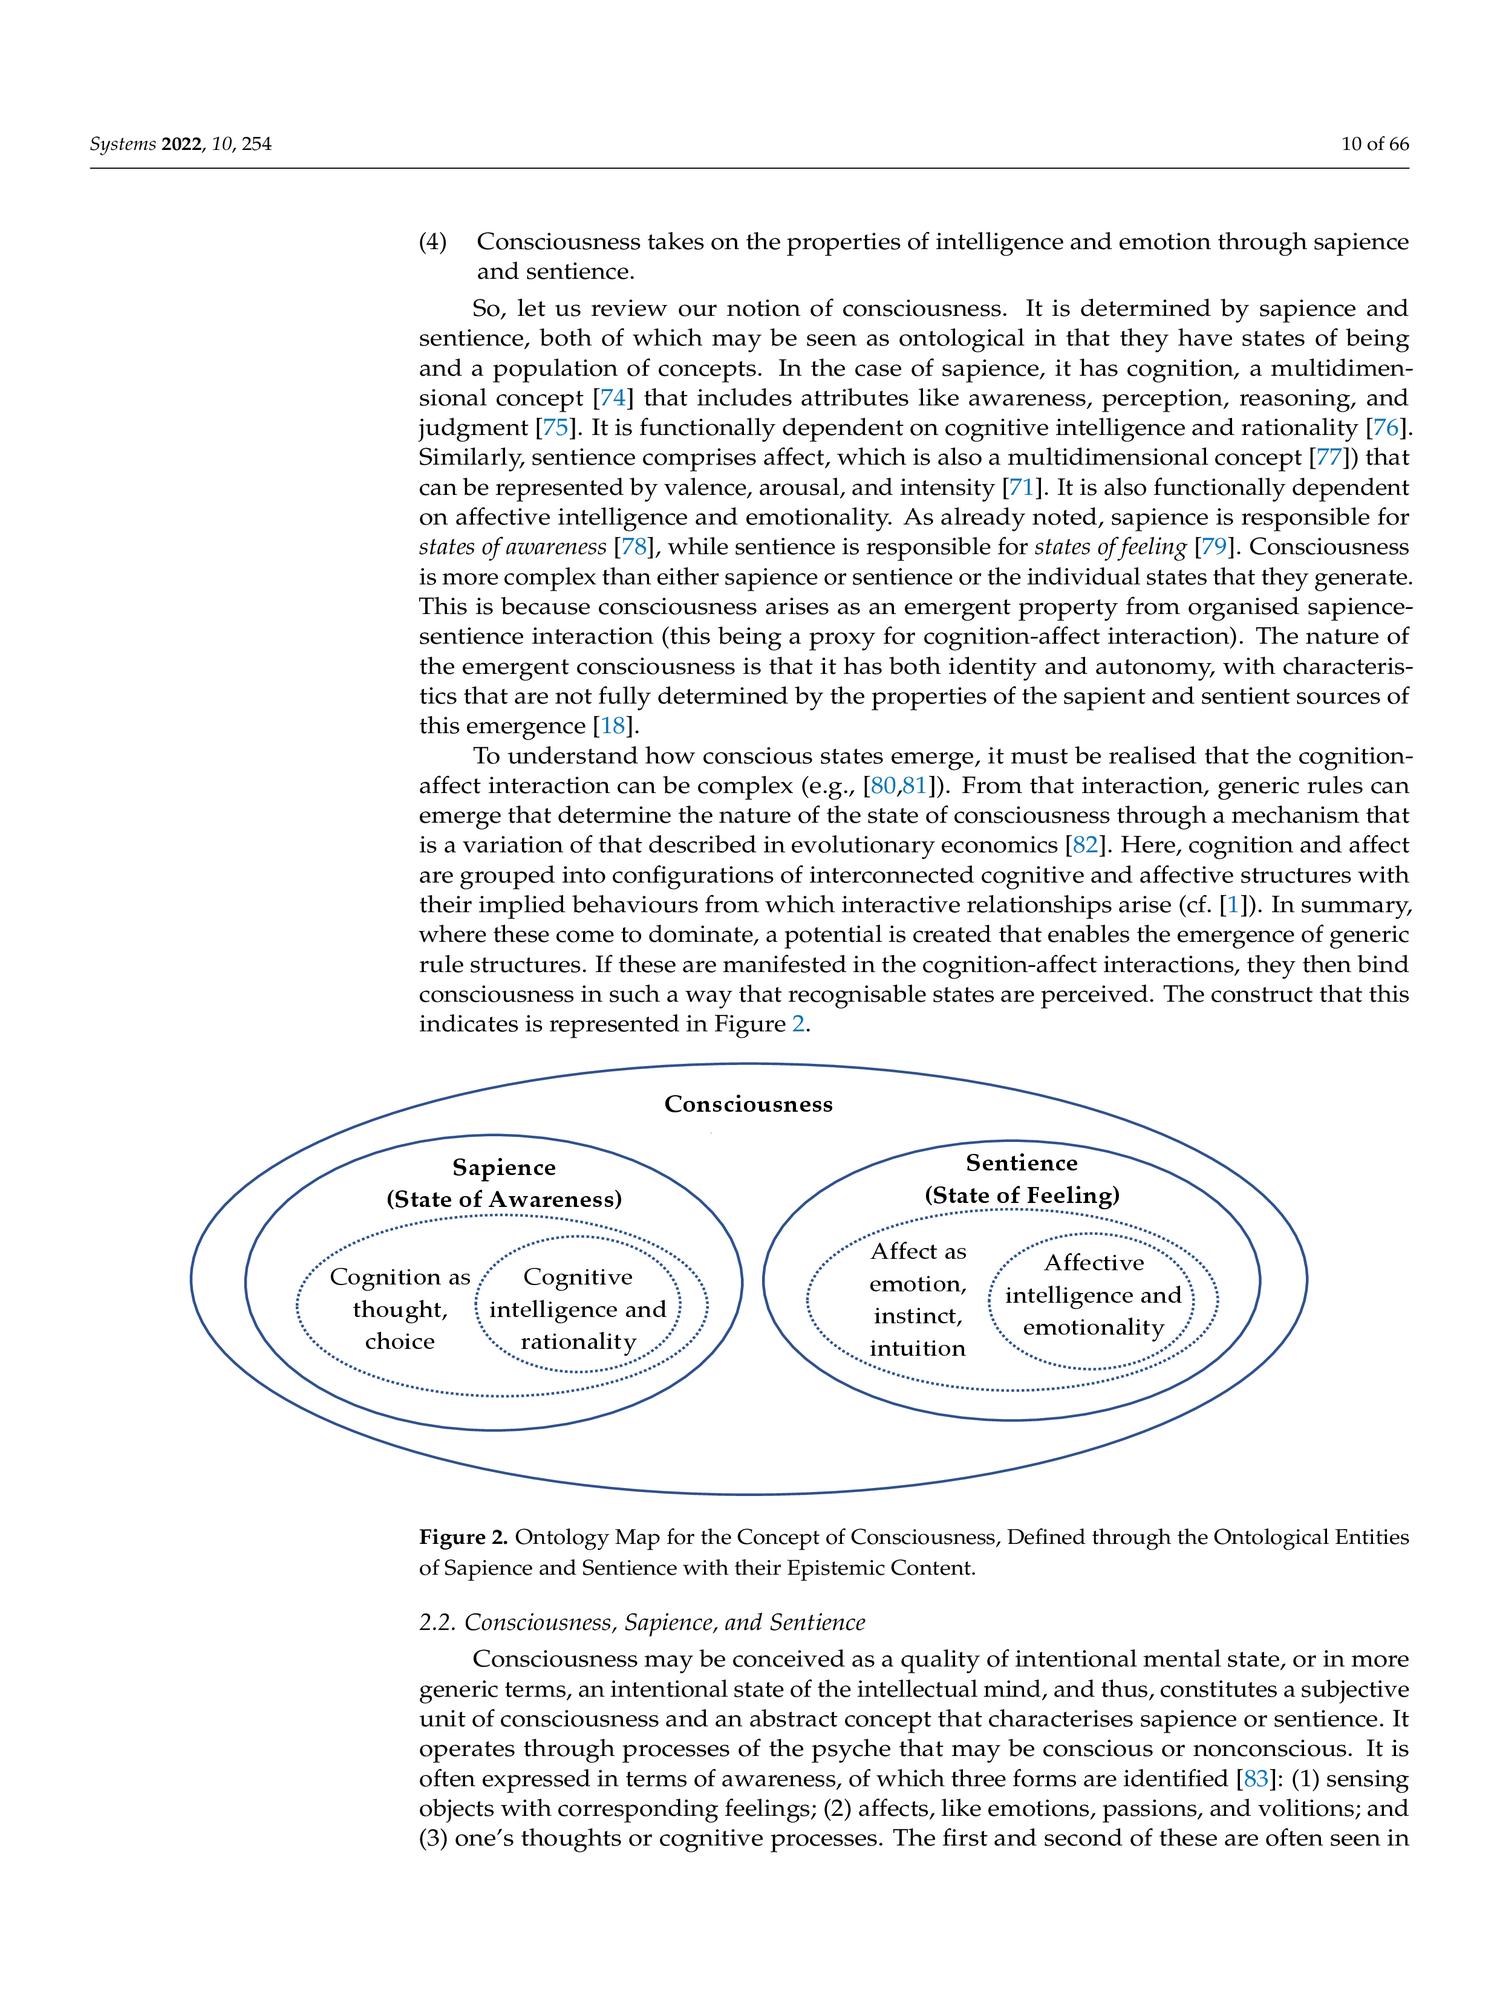 Systems 2022, 10, 254
10 of 66
(4) Consciousness takes on the properties of intelligence and emotion through sapience
and sentience.
So, let us review our notion of consciousness. It is determined by sapience and
sentience, both of which may be seen as ontological in that they have states of being
and a population of concepts. In the case of sapience, it has cognition, a multidimen-
sional concept [74] that includes attributes like awareness, perception, reasoning, and
judgment [75]. It is functionally dependent on cognitive intelligence and rationality [76].
Similarly, sentience comprises affect, which is also a multidimensional concept [77]) that
can be represented by valence, arousal, and intensity [71]. It is also functionally dependent
on affective intelligence and emotionality. As already noted, sapience is responsible for
states of awareness [78], while sentience is responsible for states of feeling [79]. Consciousness
is more complex than either sapience or sentience or the individual states that they generate.
This is because consciousness arises as an emergent property from organised sapience-
sentience interaction (this being a proxy for cognition-affect interaction). The nature of
the emergent consciousness is that it has both identity and autonomy, with characteris-
tics that are not fully determined by the properties of the sapient and sentient sources of
this emergence [18].
To understand how conscious states emerge, it must be realised that the cognition-
affect interaction can be complex (e.g., [80,81]). From that interaction, generic rules can
emerge that determine the nature of the state of consciousness through a mechanism that
is a variation of that described in evolutionary economics [82]. Here, cognition and affect
are grouped into configurations of interconnected cognitive and affective structures with
their implied behaviours from which interactive relationships arise (cf. [1]). In summary,
where these come to dominate, a potential is created that enables the emergence of generic
rule structures. If these are manifested in the cognition-affect interactions, they then bind
consciousness in such a way that recognisable states are perceived. The construct that this
indicates is represented in Figure 2.
Consciousness
Sapience
(State of Awareness)
Cognition as
thought,
choice
Cognitive
intelligence and
rationality
Sentience
(State of Feeling)
Affect as
emotion,
instinct,
intuition
Affective
intelligence and
emotionality
Figure 2. Ontology Map for the Concept of Consciousness, Defined through the Ontological Entities
of Sapience and Sentience with their Epistemic Content.
2.2. Consciousness, Sapience, and Sentience
Consciousness may be conceived as a quality of intentional mental state, or in more
generic terms, an intentional state of the intellectual mind, and thus, constitutes a subjective
unit of consciousness and an abstract concept that characterises sapience or sentience. It
operates through processes of the psyche that may be conscious or nonconscious. It is
often expressed in terms of awareness, of which three forms are identified [83]: (1) sensing
objects with corresponding feelings; (2) affects, like emotions, passions, and volitions; and
(3) one's thoughts or cognitive processes. The first and second of these are often seen in